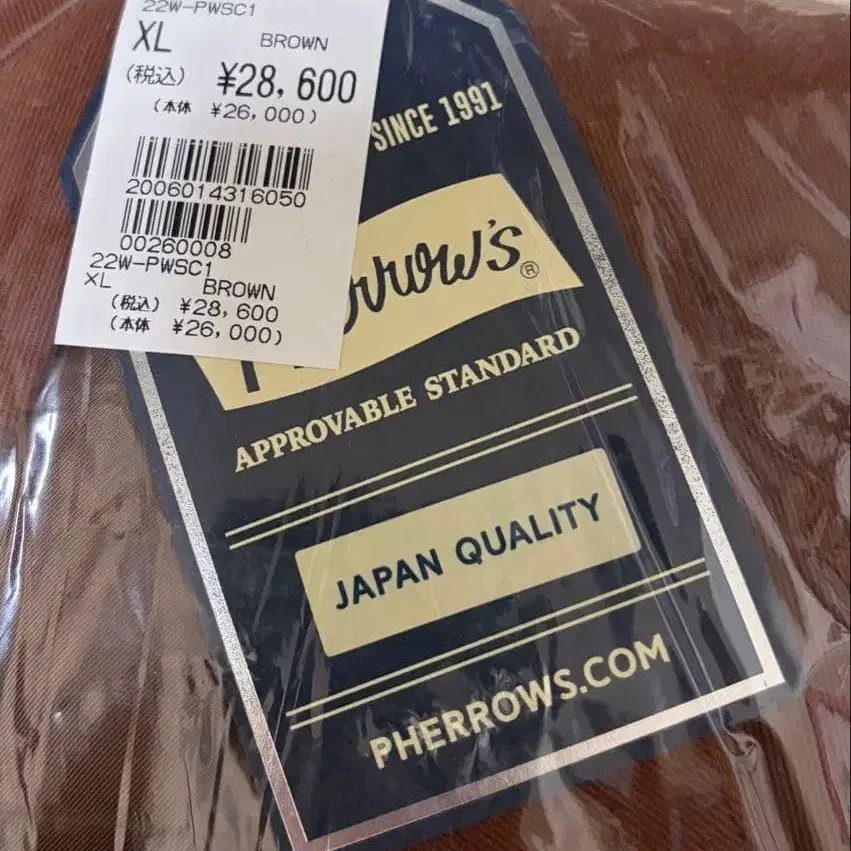 22W-PWSC1
XL BROWN
(税込) ¥28,600
(本体 ¥26,000)
2006014316050
00260008
22W-PWSC1
XL BROWN
(税込) ¥28,600
(本体 ¥26,000)
SINCE 1991
APPROVABLE STANDARD
JAPAN QUALITY
PHERROWS.COM